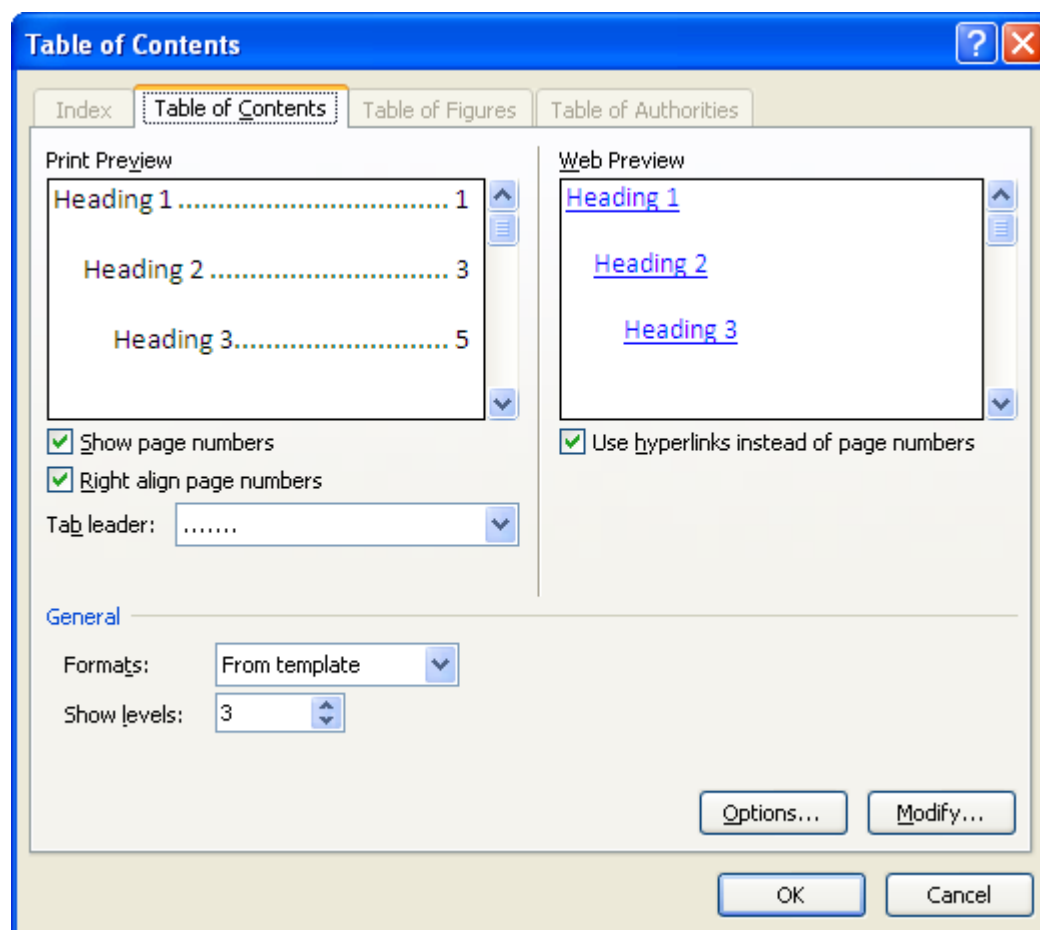 Table of Contents
Index Table of Contents Table of Figures Table of Authorities
Print Preview
Heading 1.................................. 1
Heading 2............................. 3
Heading 3.......................... 5
Show page numbers
Right align page numbers
Tab leader: .......
Web Preview
Heading 1
Heading 2
Heading 3
Use hyperlinks instead of page numbers
General
Formats: From template
Show levels: 3
Options... Modify...
OK Cancel